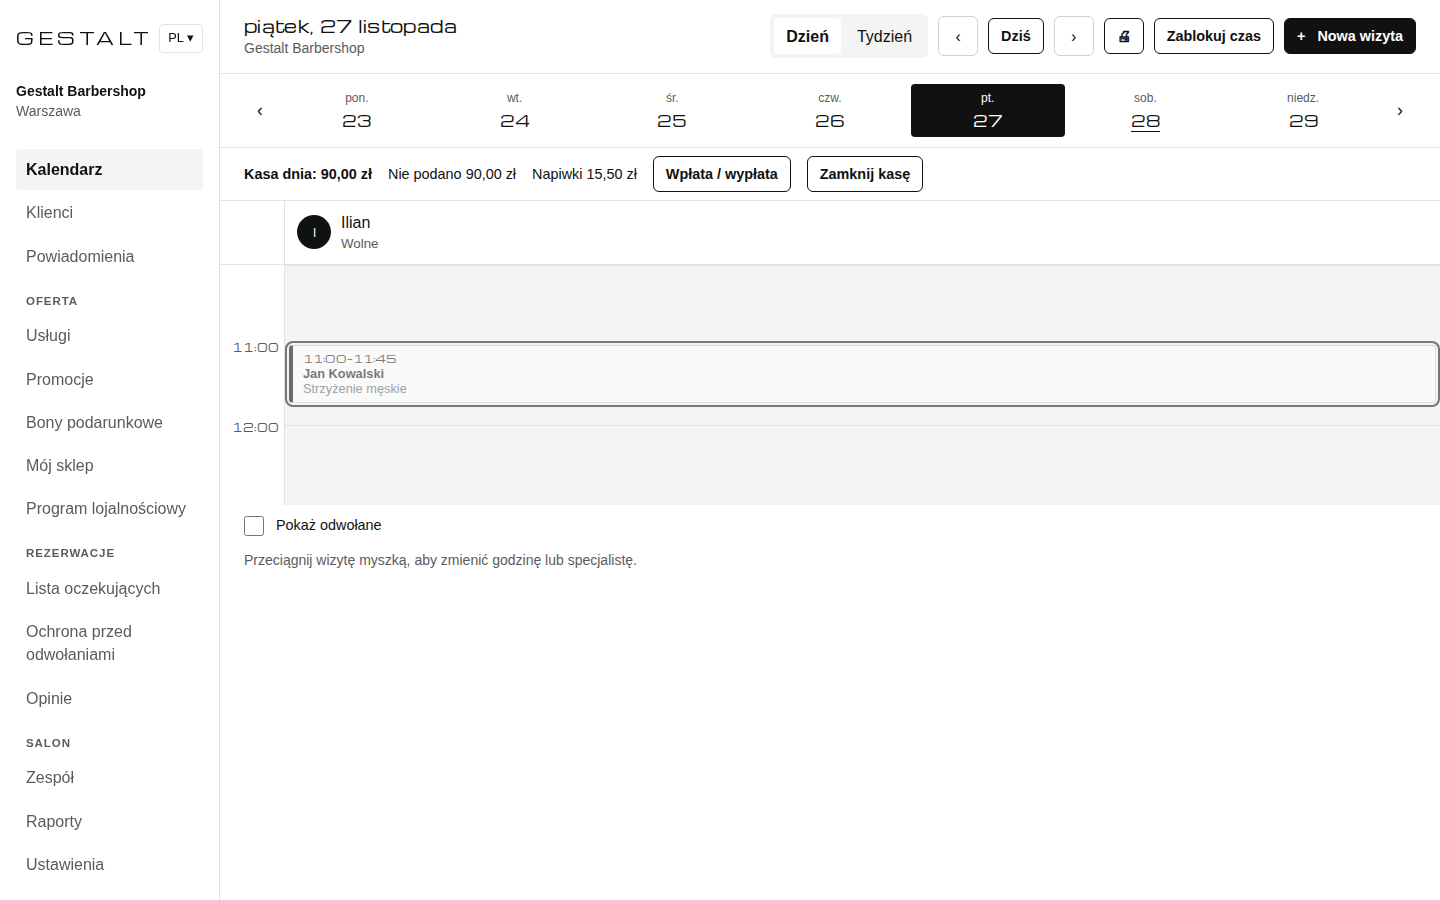 GESTALT
PL ▾
Gestalt Barbershop
Warszawa
Kalendarz
Klienci
Powiadomienia
OFERTA
Usługi
Promocje
Bony podarunkowe
Mój sklep
Program lojalnościowy
REZERWACJE
Lista oczekujących
Ochrona przed
odwołaniami
Opinie
SALON
Zespół
Raporty
Ustawienia
piątek, 27 listopada
Gestalt Barbershop
Dzień Tydzień ‹ Dziś › Zablokuj czas + Nowa wizyta
‹ pon. wt. śr. czw. pt. sob. niedz. ›
23 24 25 26 27 28 29
Kasa dnia: 90,00 zł Nie podano 90,00 zł Napiwki 15,50 zł Wpłata / wypłata Zamknij kasę
I
Ilian
Wolne
11:00
11:00-11:45
Jan Kowalski
Strzyżenie męskie
12:00
Pokaż odwołane
Przeciągnij wizytę myszką, aby zmienić godzinę lub specjalistę.